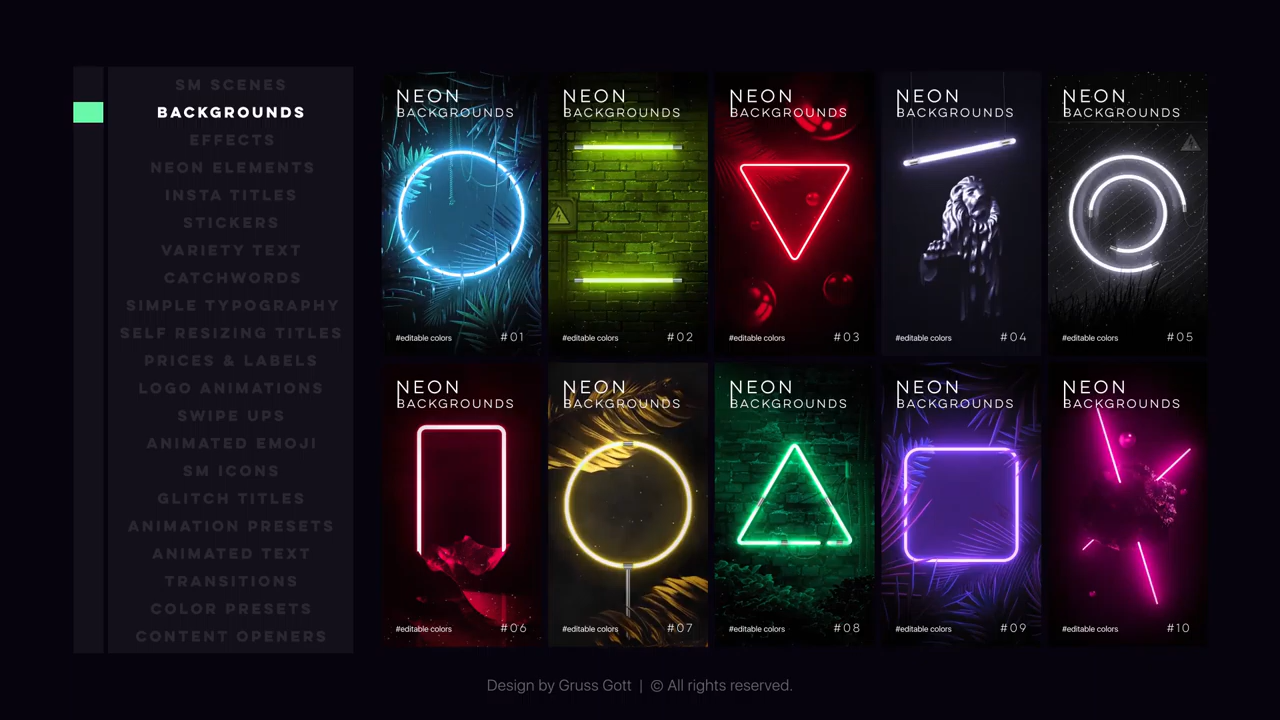 SM SCENES
BACKGROUNDS
EFFECTS
NEON ELEMENTS
INSTA TITLES
STICKERS
VARIETY TEXT
CATCHWORDS
SIMPLE TYPOGRAPHY
SELF RESIZING TITLES
PRICES & LABELS
LOGO ANIMATIONS
SWIPE UPS
ANIMATED EMOJI
SM ICONS
GLITCH TITLES
ANIMATION PRESETS
ANIMATED TEXT
TRANSITIONS
COLOR PRESETS
CONTENT OPENERS
NEON
BACKGROUNDS
#editable colors #01
NEON
BACKGROUNDS
#editable colors #02
NEON
BACKGROUNDS
#editable colors #03
NEON
BACKGROUNDS
#editable colors #04
NEON
BACKGROUNDS
#editable colors #05
NEON
BACKGROUNDS
#editable colors #06
NEON
BACKGROUNDS
#editable colors #07
NEON
BACKGROUNDS
#editable colors #08
NEON
BACKGROUNDS
#editable colors #09
NEON
BACKGROUNDS
#editable colors #10
Design by Gruss Gott | © All rights reserved.